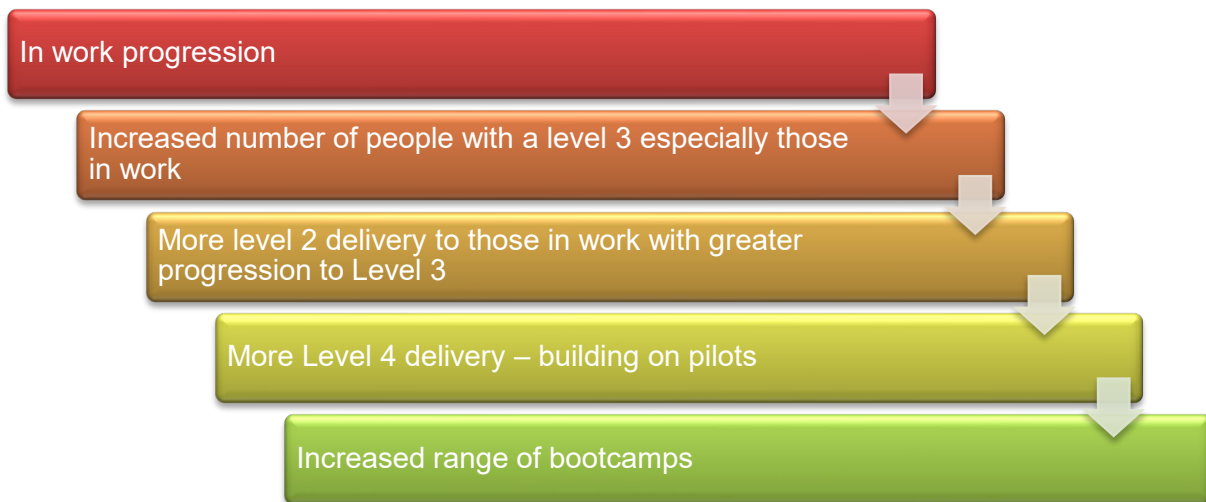 In work progression
Increased number of people with a level 3 especially those
in work
More level 2 delivery to those in work with greater
progression to Level 3
More Level 4 delivery – building on pilots
Increased range of bootcamps